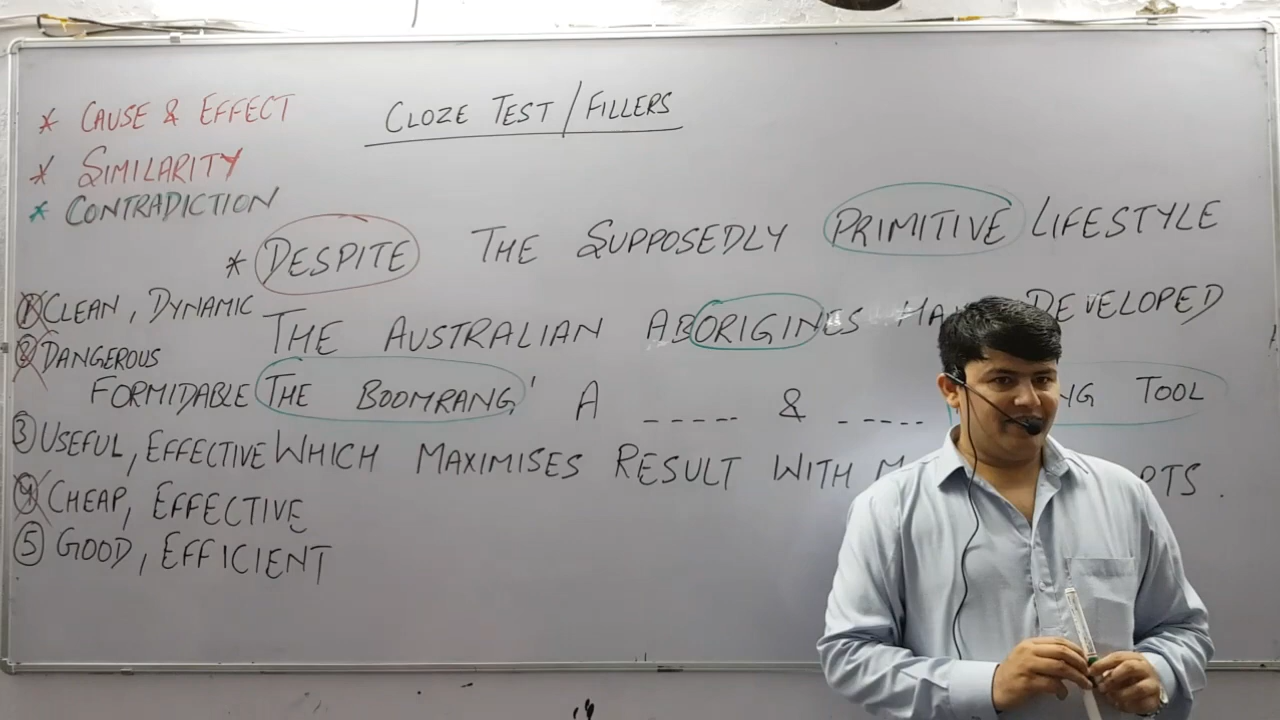 CLOZE TEST / FILLERS
* CAUSE & EFFECT
* SIMILARITY
* CONTRADICTION
* DESPITE THE SUPPOSEDLY PRIMITIVE LIFESTYLE
THE AUSTRALIAN ABORIGINES DEVELOPED
THE BOOMRANG' A _____ & _____ TOOL
WHICH MAXIMISES RESULT WITH
① CLEAN, DYNAMIC
② DANGEROUS
FORMIDABLE
③ USEFUL, EFFECTIVE
④ CHEAP, EFFECTIVE
⑤ GOOD, EFFICIENT